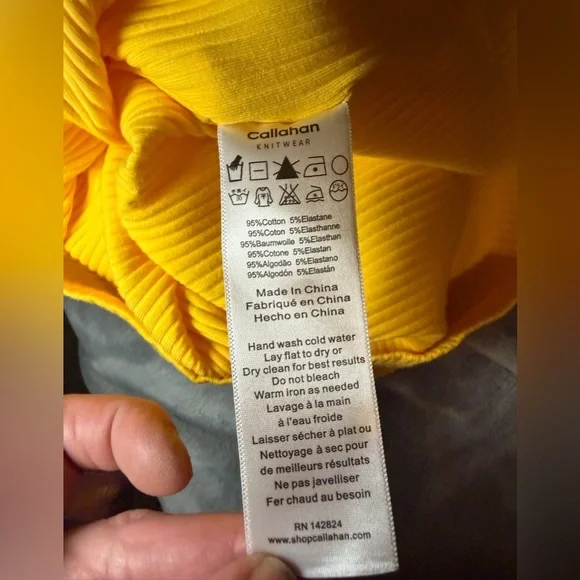 Callahan
KNITWEAR
95%Cotton 5%Elastane
95%Coton 5%Elasthanne
95%Baumwolle 5%Elasthan
95%Cotone 5%Elastan
95%Algodão 5%Elastano
95%Algodón 5%Elastán
Made In China
Fabriqué en China
Hecho en China
Hand wash cold water
Lay flat to dry or
Dry clean for best results
Do not bleach
Warm iron as needed
Lavage à la main
à l'eau froide
Laisser sécher à plat ou
Nettoyage à sec pour
de meilleurs résultats
Ne pas javelliser
Fer chaud au besoin
RN 142824
www.shopcallahan.com